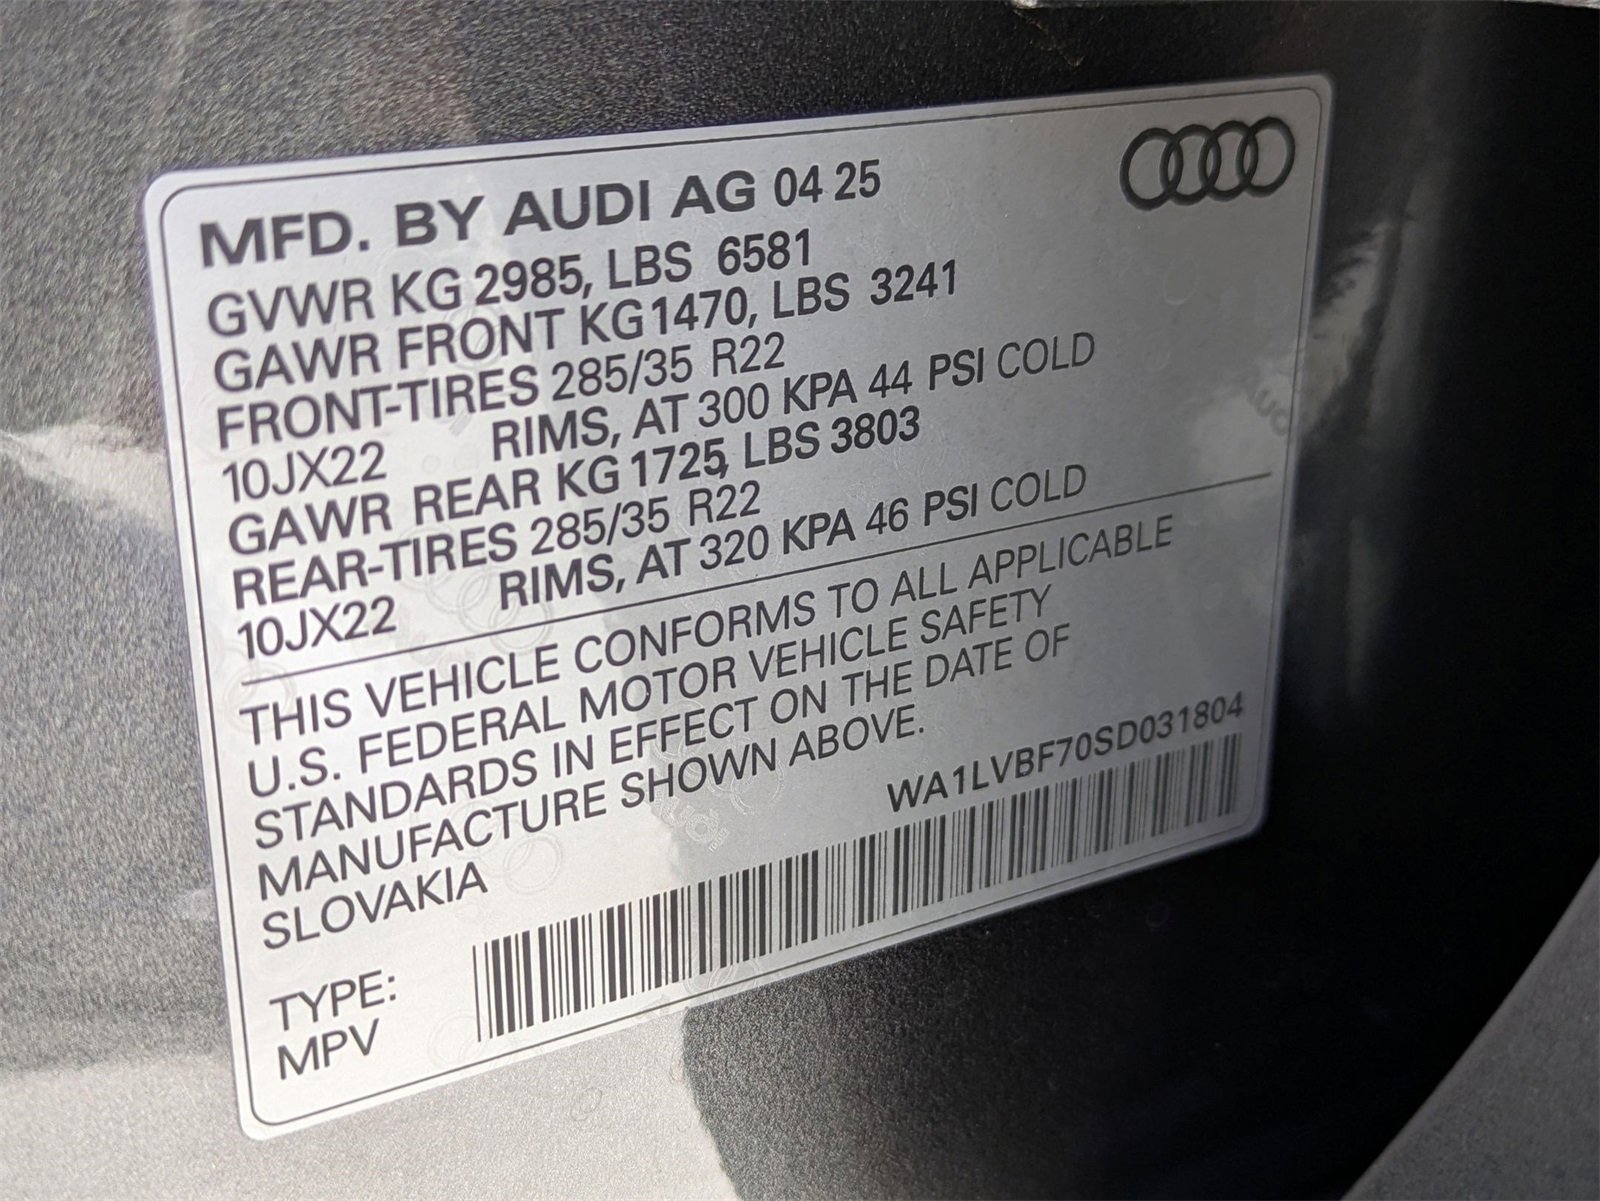 MFD. BY AUDI AG 04 25
GVWR KG 2985, LBS 6581
GAWR FRONT KG 1470, LBS 3241
FRONT-TIRES 285/35 R22
10JX22 RIMS, AT 300 KPA 44 PSI COLD
GAWR REAR KG 1725, LBS 3803
REAR-TIRES 285/35 R22
10JX22 RIMS, AT 320 KPA 46 PSI COLD
THIS VEHICLE CONFORMS TO ALL APPLICABLE
U.S. FEDERAL MOTOR VEHICLE SAFETY
STANDARDS IN EFFECT ON THE DATE OF
MANUFACTURE SHOWN ABOVE.
SLOVAKIA
WA1LVBF70SD031804
TYPE:
MPV